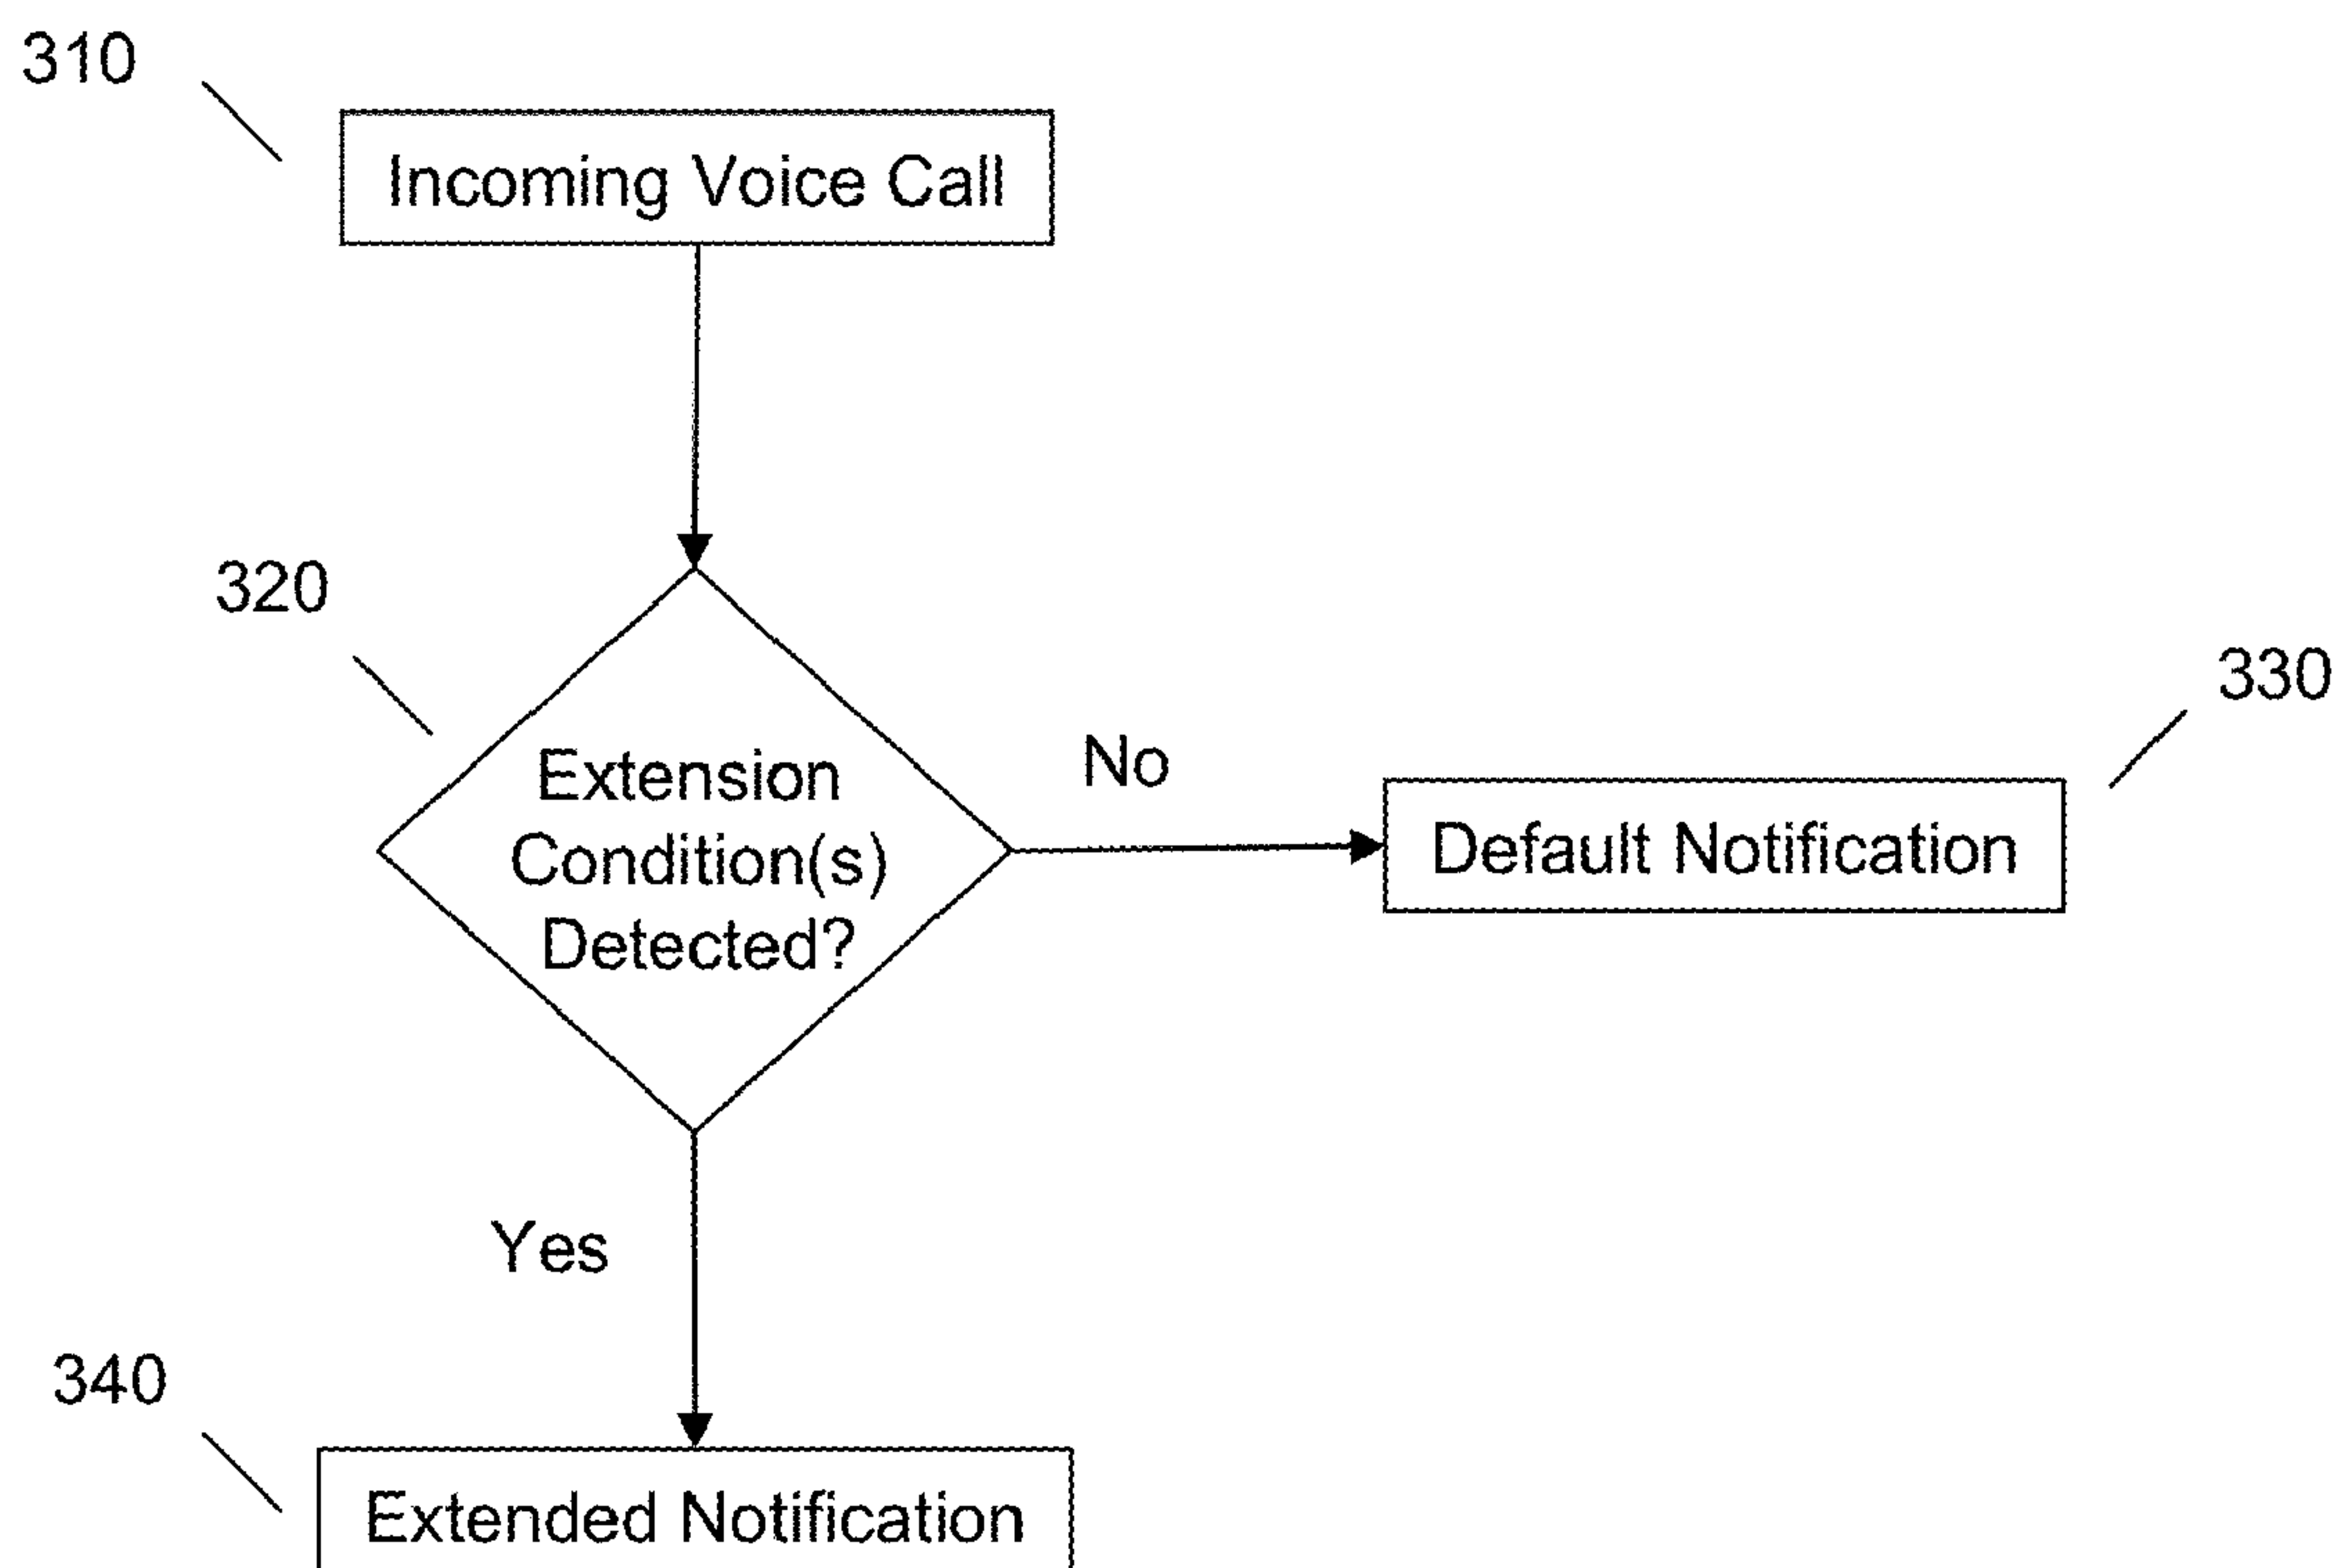 310
Incoming Voice Call
320
Extension
Condition(s)
Detected?
No
330
Default Notification
Yes
340
Extended Notification